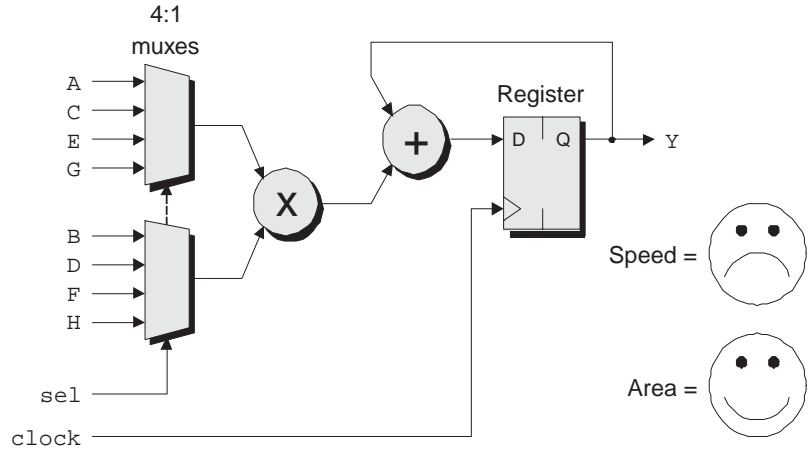 4:1
muxes
A
C
E
G
B
D
F
H
sel
clock
x
+
Register
D Q
Y
Speed =
Area =